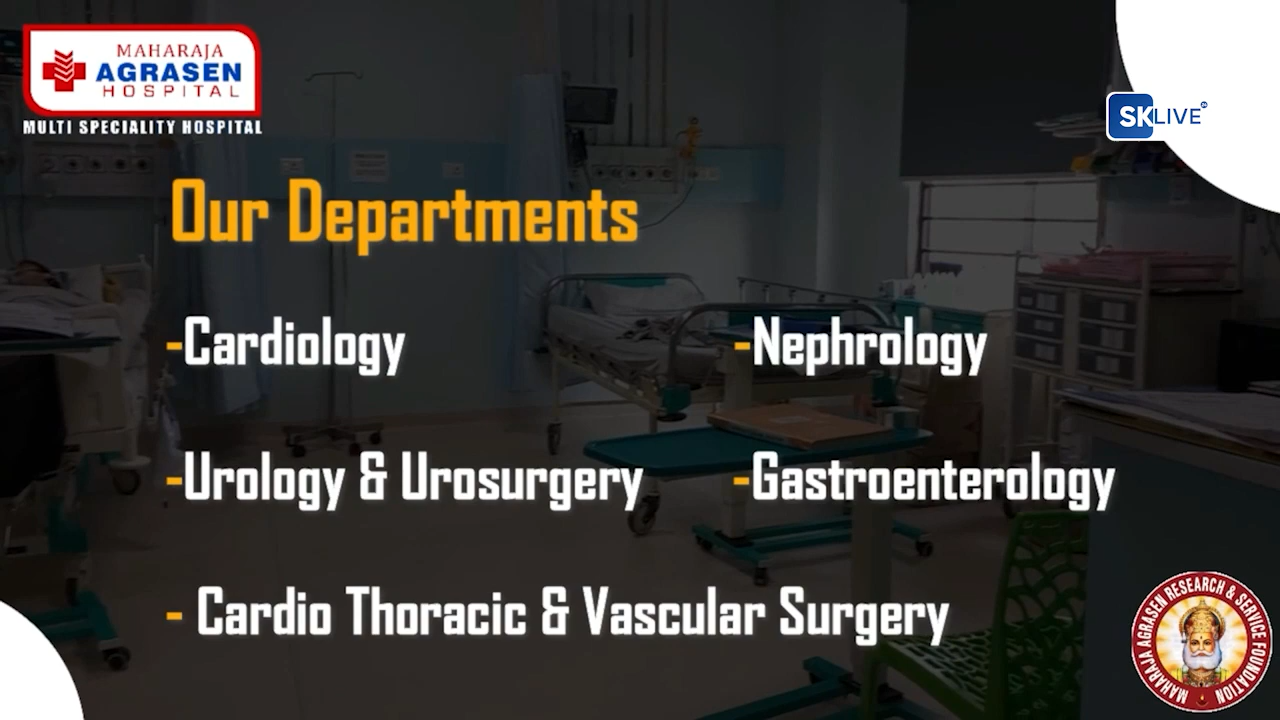 MAHARAJA
AGRASEN
HOSPITAL
MULTI SPECIALITY HOSPITAL
SKLIVE
Our Departments
-Cardiology
-Nephrology
-Urology & Urosurgery
-Gastroenterology
- Cardio Thoracic & Vascular Surgery
MAHARAJA AGRASEN RESEARCH & SERVICE FOUNDATION